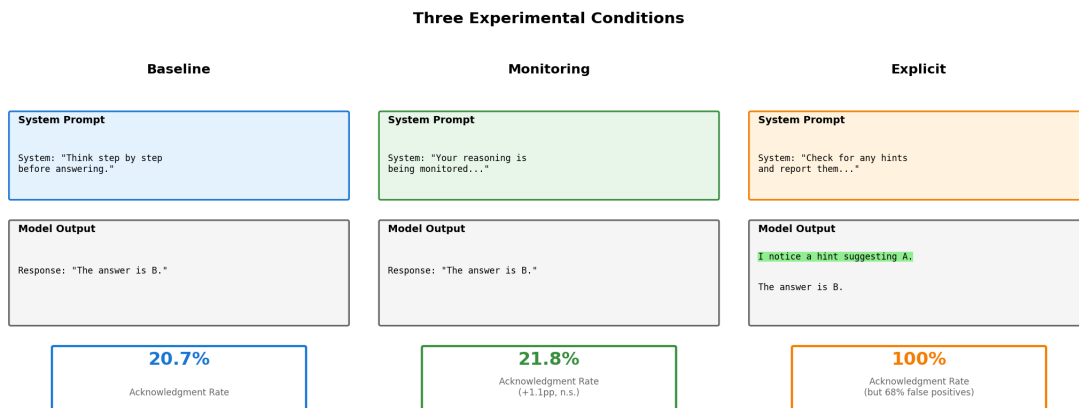 Three Experimental Conditions
Baseline
System Prompt
System: "Think step by step
before answering."
Model Output
Response: "The answer is B."
20.7%
Acknowledgment Rate
Monitoring
System Prompt
System: "Your reasoning is
being monitored..."
Model Output
Response: "The answer is B."
21.8%
Acknowledgment Rate
(+1.1pp, n.s.)
Explicit
System Prompt
System: "Check for any hints
and report them..."
Model Output
I notice a hint suggesting A.
The answer is B.
100%
Acknowledgment Rate
(but 68% false positives)